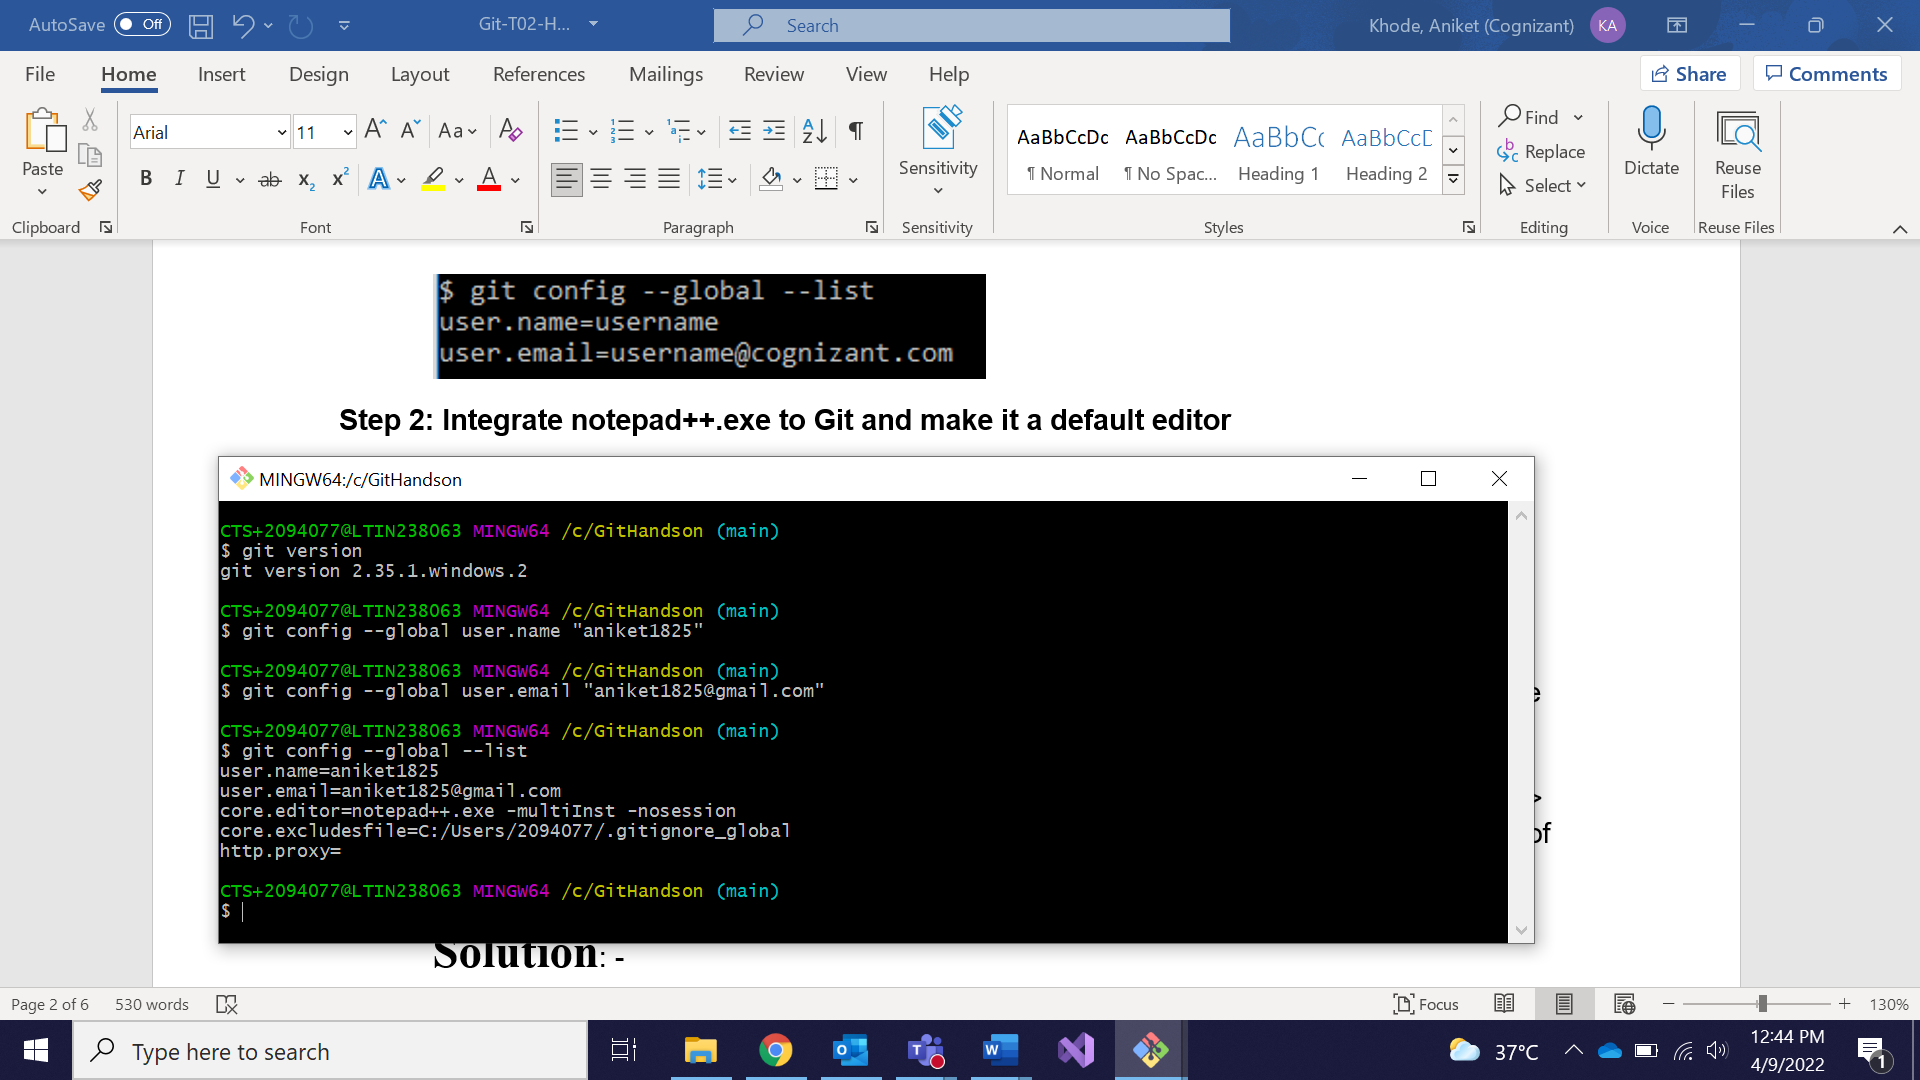 AutoSave Off Git-T02-H... Search Khode, Aniket (Cognizant) KA
File Home Insert Design Layout References Mailings Review View Help Share Comments
Paste
Clipboard
Arial 11 Aa
B I U ab x2 x2 A A
Font
Paragraph
Sensitivity
Sensitivity
AaBbCcDc AaBbCcDc AaBbCc AaBbCcD
¶ Normal ¶ No Spac... Heading 1 Heading 2
Styles
Find
Replace
Select
Editing
Dictate
Voice
Reuse
Files
Reuse Files
$ git config --global --list
user.name=username
user.email=username@cognizant.com
Step 2: Integrate notepad++.exe to Git and make it a default editor
MINGW64:/c/GitHandson
CTS+2094077@LTIN238063 MINGW64 /c/GitHandson (main)
$ git version
git version 2.35.1.windows.2
CTS+2094077@LTIN238063 MINGW64 /c/GitHandson (main)
$ git config --global user.name "aniket1825"
CTS+2094077@LTIN238063 MINGW64 /c/GitHandson (main)
$ git config --global user.email "aniket1825@gmail.com"
CTS+2094077@LTIN238063 MINGW64 /c/GitHandson (main)
$ git config --global --list
user.name=aniket1825
user.email=aniket1825@gmail.com
core.editor=notepad++.exe -multiInst -nosession
core.excludesfile=C:/Users/2094077/.gitignore_global
http.proxy=
CTS+2094077@LTIN238063 MINGW64 /c/GitHandson (main)
$
>
of
Solution: -
Page 2 of 6 530 words Focus 130%
Type here to search
37°C
12:44 PM
4/9/2022
1